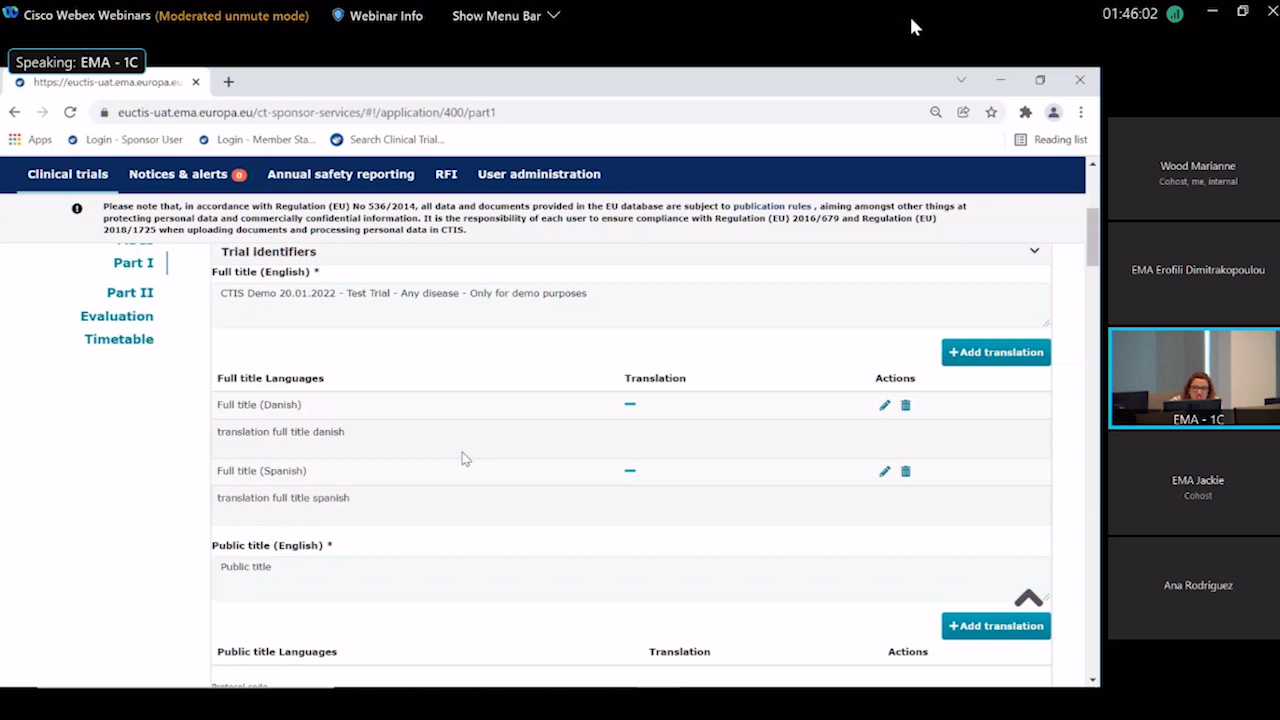 Cisco Webex Webinars (Moderated unmute mode) Webinar Info Show Menu Bar 01:46:02
Speaking: EMA - 1C
https://euctis-uat.ema.europa.eu
euctis-uat.ema.europa.eu/ct-sponsor-services/#!/application/400/part1
Apps Login - Sponsor User Login - Member Sta... Search Clinical Trial... Reading list
Clinical trials Notices & alerts 0 Annual safety reporting RFI User administration
Please note that, in accordance with Regulation (EU) No 536/2014, all data and documents provided in the EU database are subject to publication rules , aiming amongst other things at
protecting personal data and commercially confidential information. It is the responsibility of each user to ensure compliance with Regulation (EU) 2016/679 and Regulation (EU)
2018/1725 when uploading documents and processing personal data in CTIS.
Part I
Part II
Evaluation
Timetable
Trial identifiers
Full title (English) *
CTIS Demo 20.01.2022 - Test Trial - Any disease - Only for demo purposes
+Add translation
Full title Languages Translation Actions
Full title (Danish)
translation full title danish
Full title (Spanish)
translation full title spanish
Public title (English) *
Public title
+Add translation
Public title Languages Translation Actions
Protocol code
Wood Marianne
Cohost, me, internal
EMA Erofili Dimitrakopoulou
EMA - 1C
EMA Jackie
Cohost
Ana Rodriguez